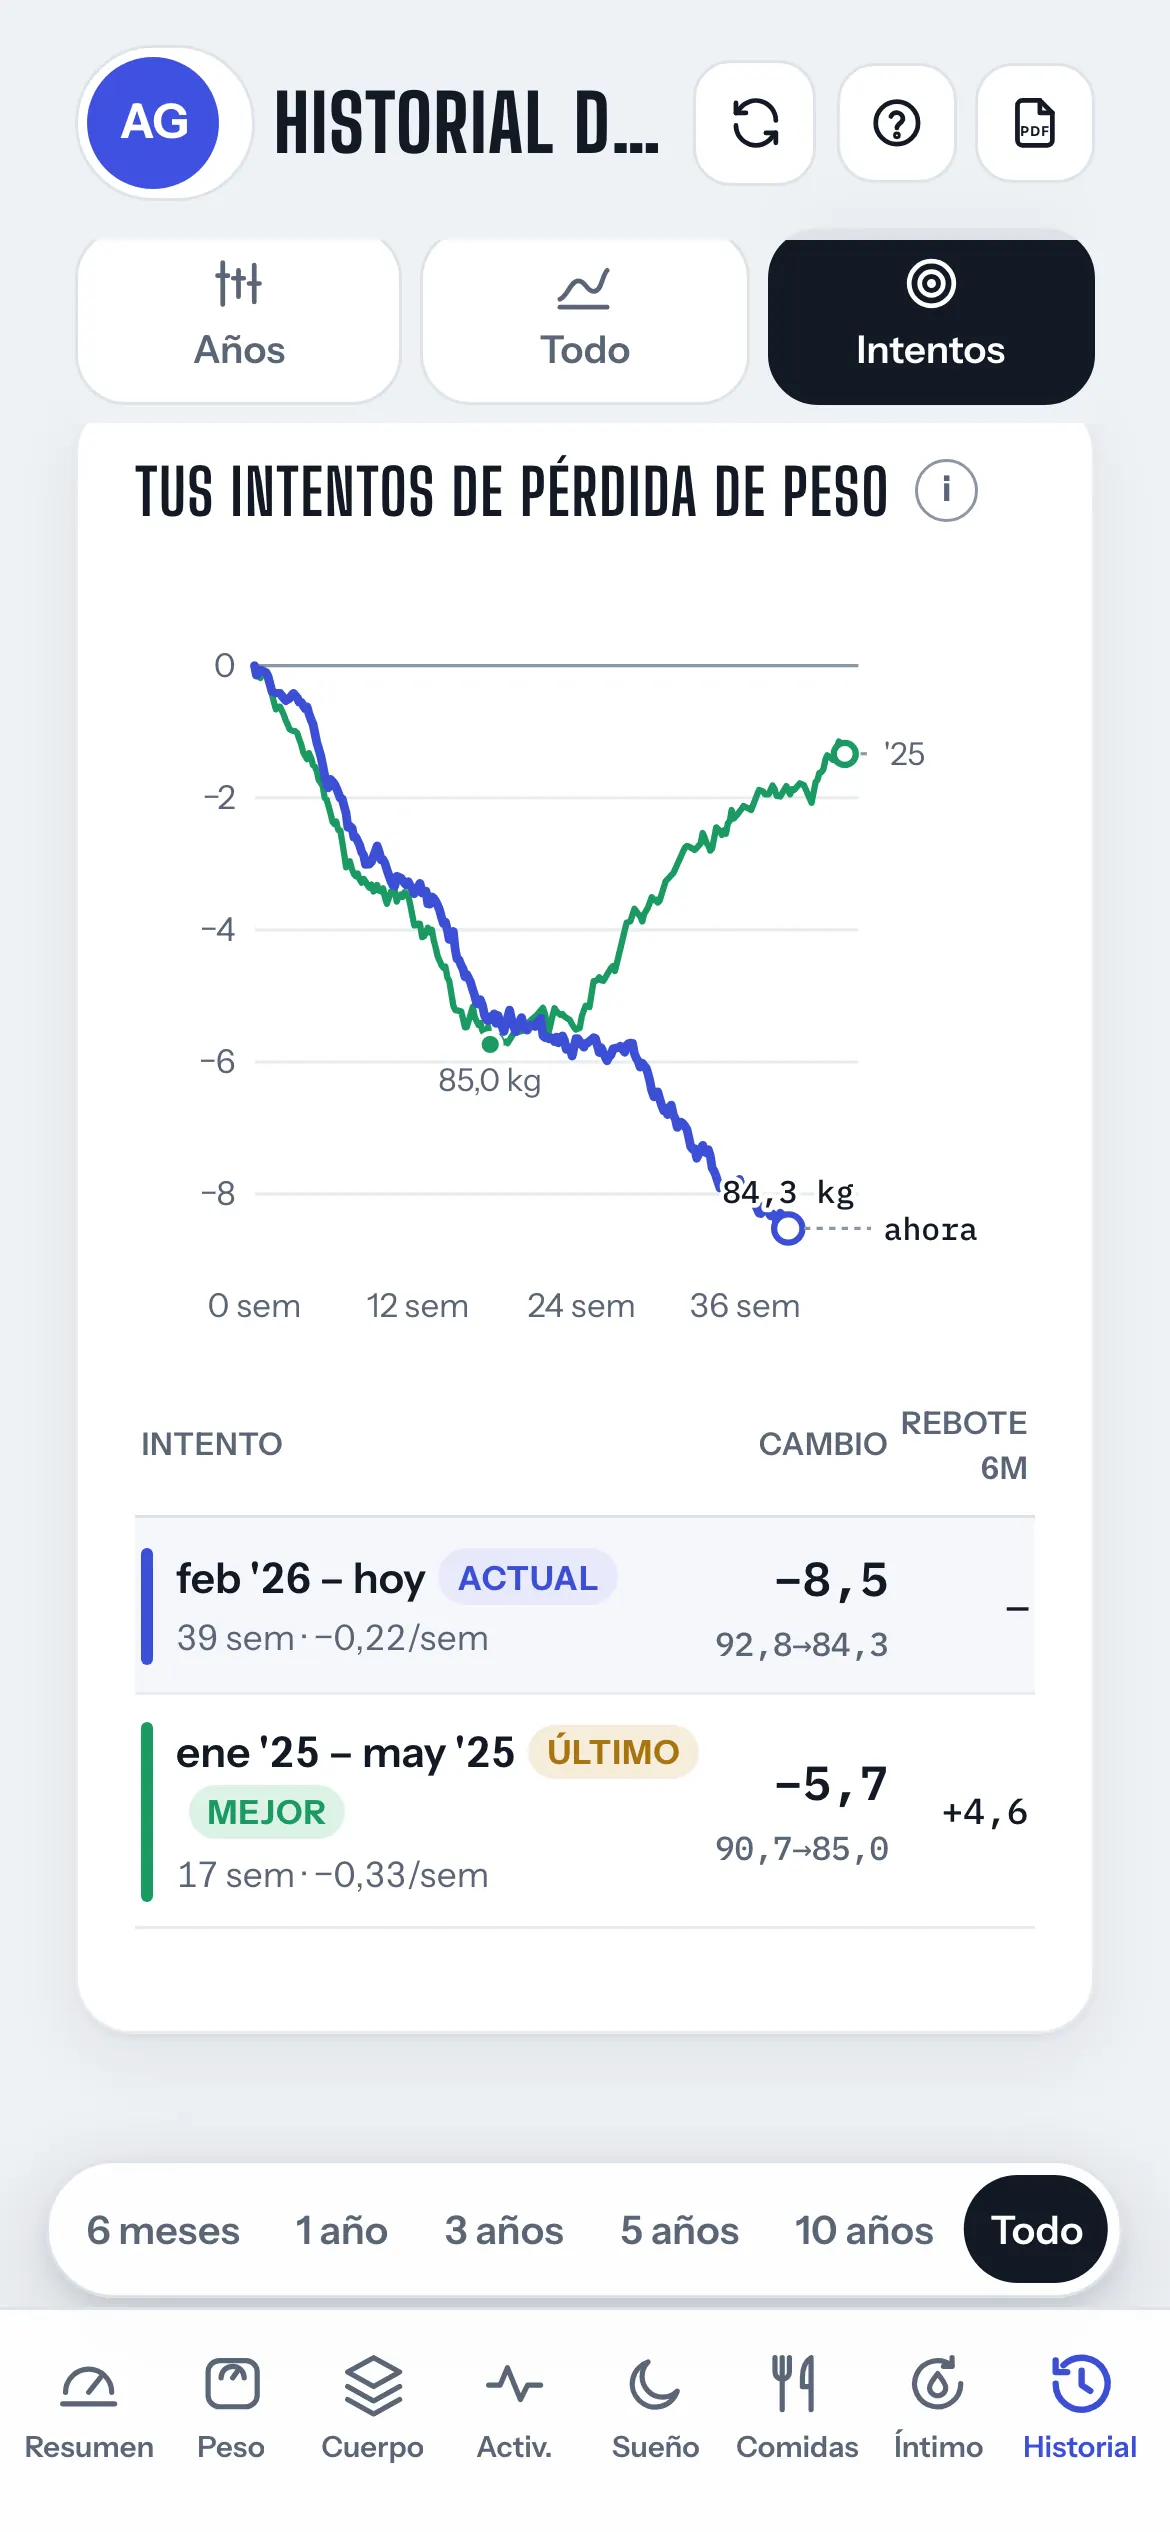 AG
HISTORIAL D...
PDF
Años
Todo
Intentos
TUS INTENTOS DE PÉRDIDA DE PESO
i
0
−2
−4
−6
−8
'25
85,0 kg
84,3 kg
ahora
0 sem
12 sem
24 sem
36 sem
INTENTO
CAMBIO
REBOTE
6M
feb '26 – hoy
ACTUAL
39 sem · −0,22/sem
−8,5
92,8→84,3
–
ene '25 – may '25
ÚLTIMO
MEJOR
17 sem · −0,33/sem
−5,7
90,7→85,0
+4,6
6 meses
1 año
3 años
5 años
10 años
Todo
Resumen
Peso
Cuerpo
Activ.
Sueño
Comidas
Íntimo
Historial